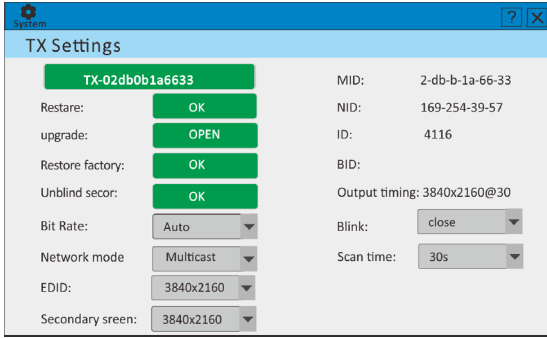 System
? X
TX Settings
TX-02db0b1a6633
Restare: OK
upgrade: OPEN
Restore factory: OK
Unblind secor: OK
Bit Rate: Auto
Network mode Multicast
EDID: 3840x2160
Secondary sreen: 3840x2160
MID: 2-db-b-1a-66-33
NID: 169-254-39-57
ID: 4116
BID:
Output timing: 3840x2160@30
Blink: close
Scan time: 30s